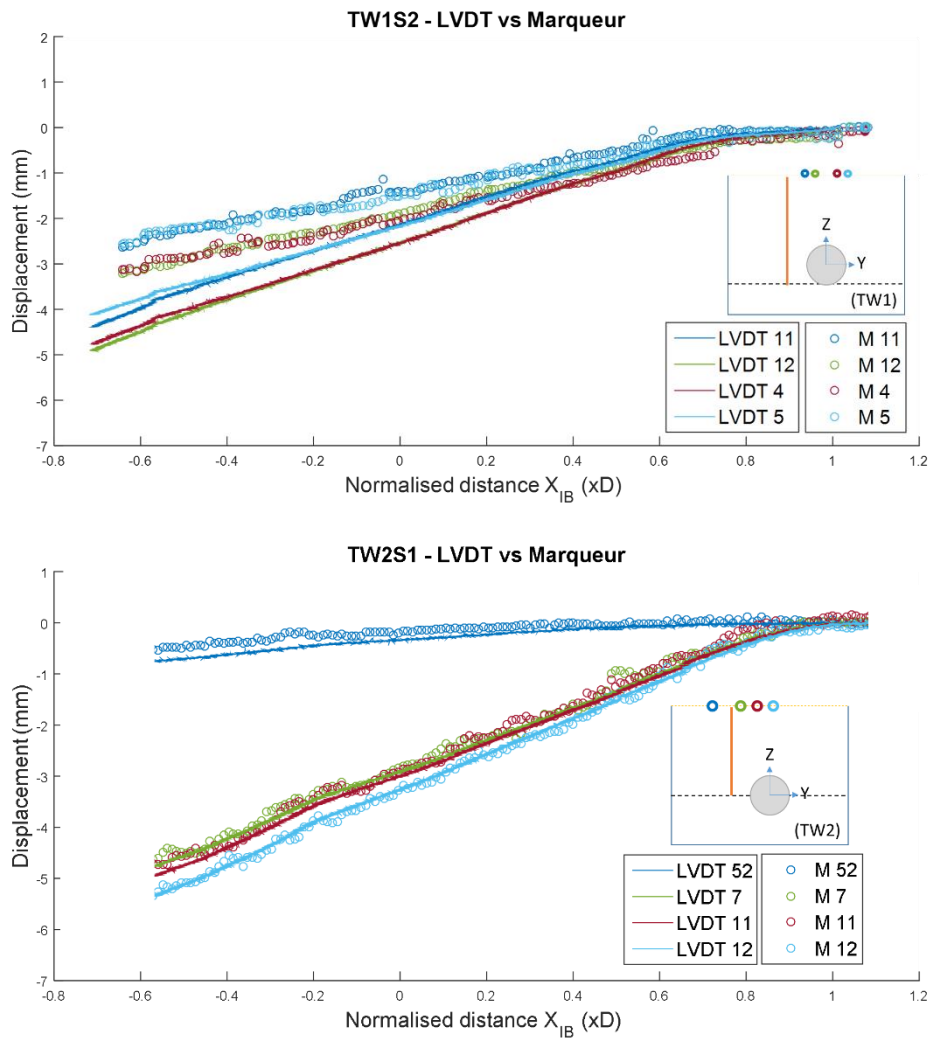 TW1S2 - LVDT vs Marqueur
2
1
0
-1
-2
-3
-4
-5
-6
-7
Displacement (mm)
Z
Y
(TW1)
LVDT 11
LVDT 12
LVDT 4
LVDT 5
M 11
M 12
M 4
M 5
-0.8 -0.6 -0.4 -0.2 0 0.2 0.4 0.6 0.8 1 1.2
Normalised distance X_IB (xD)
TW2S1 - LVDT vs Marqueur
1
0
-1
-2
-3
-4
-5
-6
-7
Displacement (mm)
Z
Y
(TW2)
LVDT 52
LVDT 7
LVDT 11
LVDT 12
M 52
M 7
M 11
M 12
-0.8 -0.6 -0.4 -0.2 0 0.2 0.4 0.6 0.8 1 1.2
Normalised distance X_IB (xD)